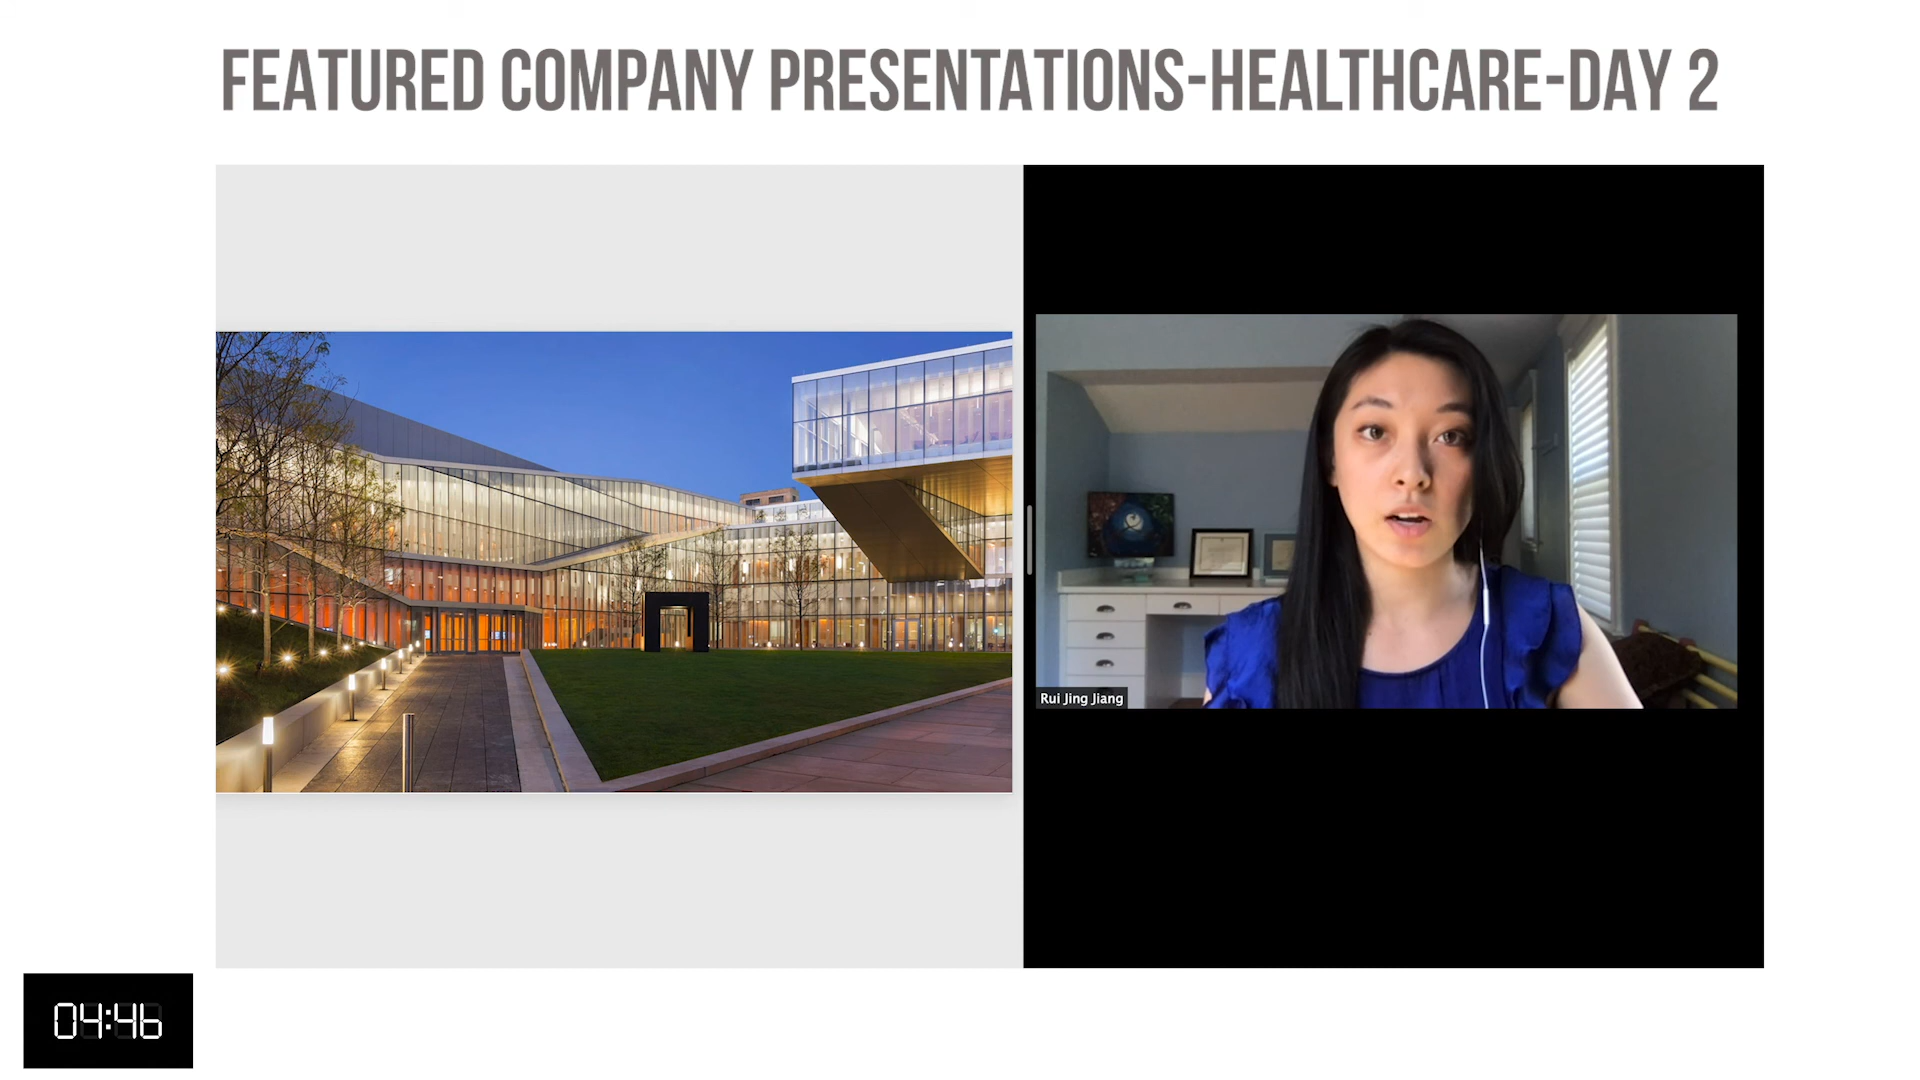 FEATURED COMPANY PRESENTATIONS-HEALTHCARE-DAY 2
Rui Jing Jiang
04:46